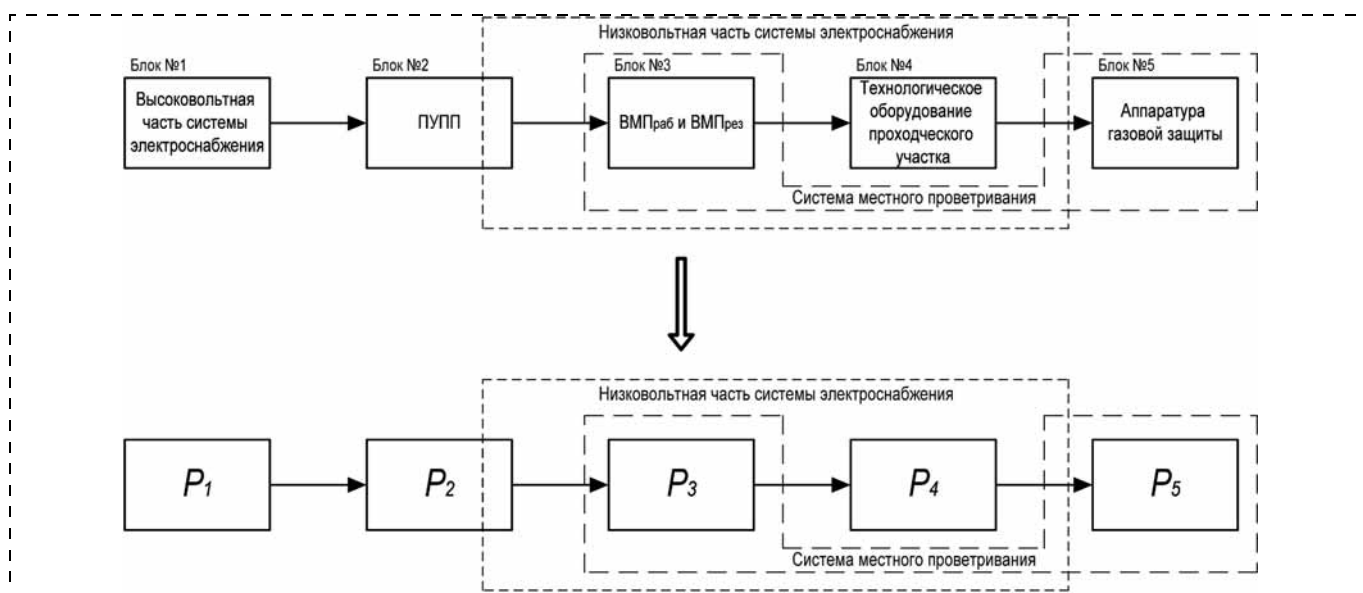 Низковольтная часть системы электроснабжения
Блок №1
Блок №2
Блок №3
Блок №4
Блок №5
Высоковольтная
часть системы
электроснабжения
ПУПП
ВМПраб и ВМПрез
Технологическое
оборудование
проходческого
участка
Аппаратура
газовой защиты
Система местного проветривания
Низковольтная часть системы электроснабжения
P1
P2
P3
P4
P5
Система местного проветривания